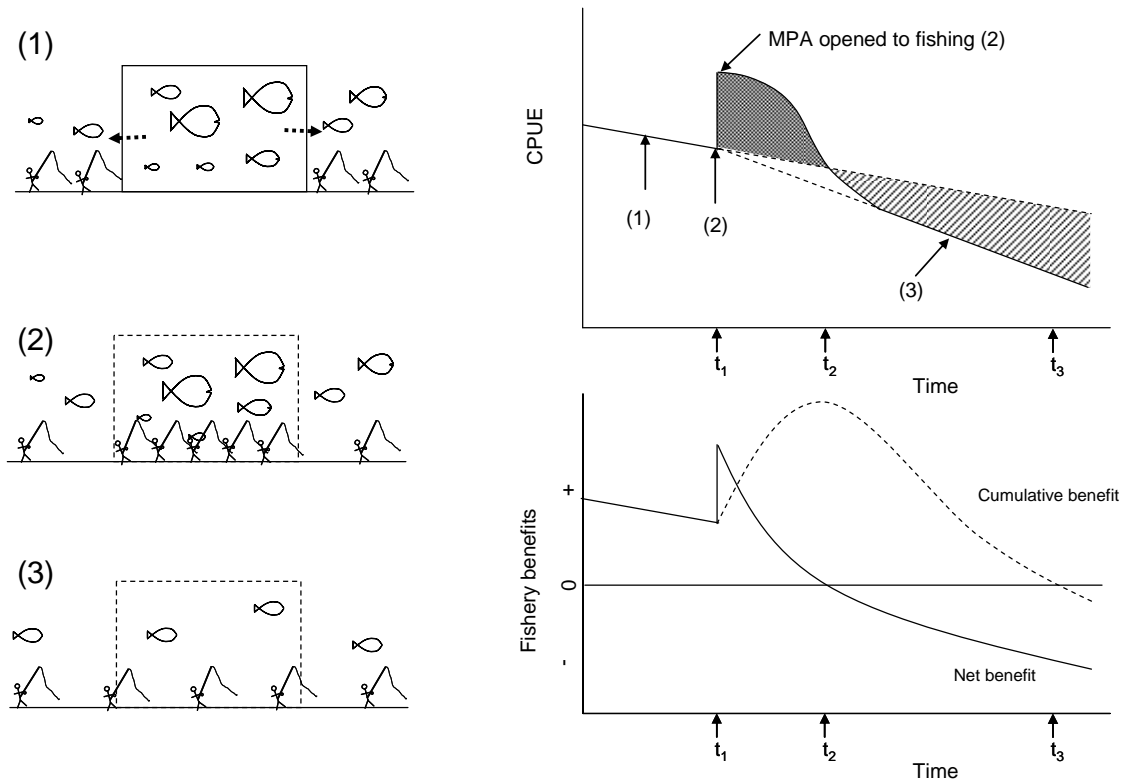 (1)
(2)
(3)
MPA opened to fishing (2)
CPUE
(1)
(2)
(3)
t1
t2
t3
Time
+
0
-
Fishery benefits
Cumulative benefit
Net benefit
t1
t2
t3
Time